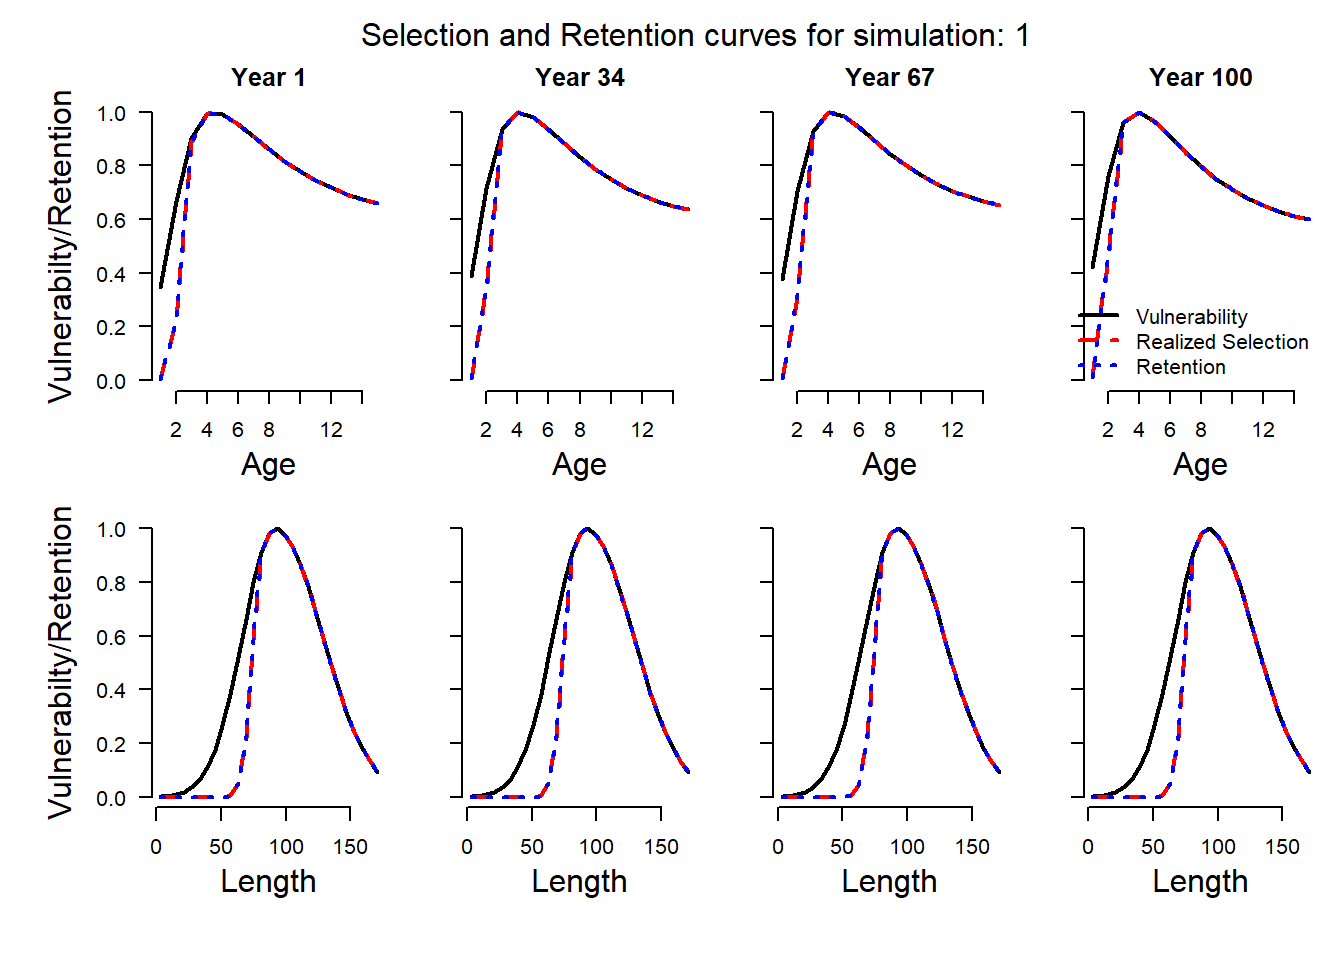 Selection and Retention curves for simulation: 1
Year 1 Year 34 Year 67 Year 100
Vulnerabilty/Retention
1.0
0.8
0.6
0.4
0.2
0.0
Vulnerability
Realized Selection
Retention
2 4 6 8 12 2 4 6 8 12 2 4 6 8 12 2 4 6 8 12
Age Age Age Age
Vulnerabilty/Retention
1.0
0.8
0.6
0.4
0.2
0.0
0 50 100 150 0 50 100 150 0 50 100 150 0 50 100 150
Length Length Length Length